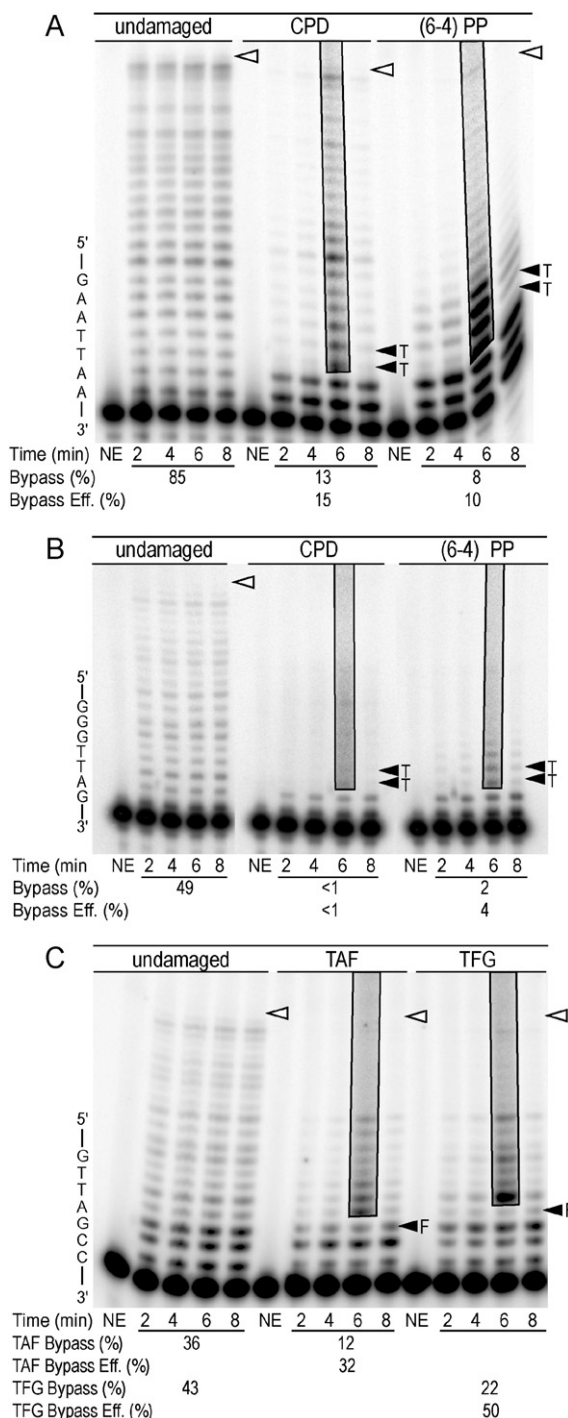 A
undamaged CPD (6-4) PP
5'
G
A
A
T
T
A
A
3'
T
T
T
T
Time (min) NE 2 4 6 8 NE 2 4 6 8 NE 2 4 6 8
Bypass (%) 85 13 8
Bypass Eff. (%) 15 10
B
undamaged CPD (6-4) PP
5'
G
G
G
T
T
A
G
3'
T
T
T
T
Time (min NE 2 4 6 8 NE 2 4 6 8 NE 2 4 6 8
Bypass (%) 49 <1 2
Bypass Eff. (%) <1 4
C
undamaged TAF TFG
5'
G
T
T
A
G
C
C
3'
F
F
Time (min) NE 2 4 6 8 NE 2 4 6 8 NE 2 4 6 8
TAF Bypass (%) 36 12
TAF Bypass Eff. (%) 32
TFG Bypass (%) 43 22
TFG Bypass Eff. (%) 50